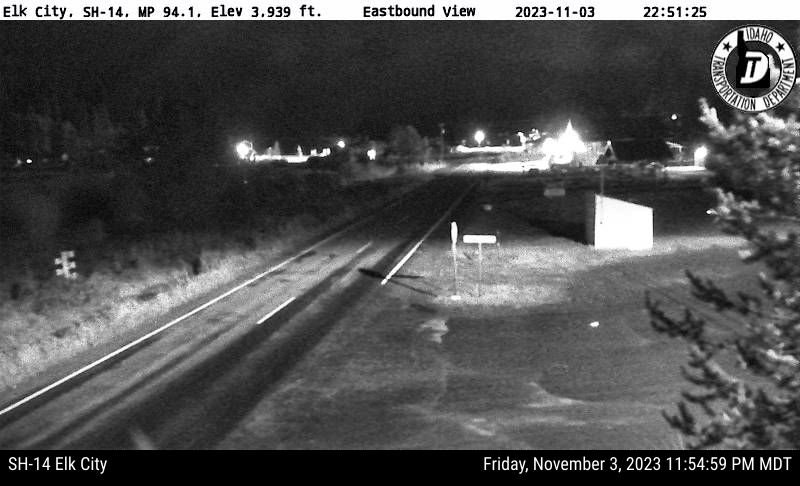 Elk City, SH-14, MP 94.1, Elev 3,939 ft. Eastbound View 2023-11-03 22:51:25
IDAHO
TRANSPORTATION DEPARTMENT
SH-14 Elk City Friday, November 3, 2023 11:54:59 PM MDT